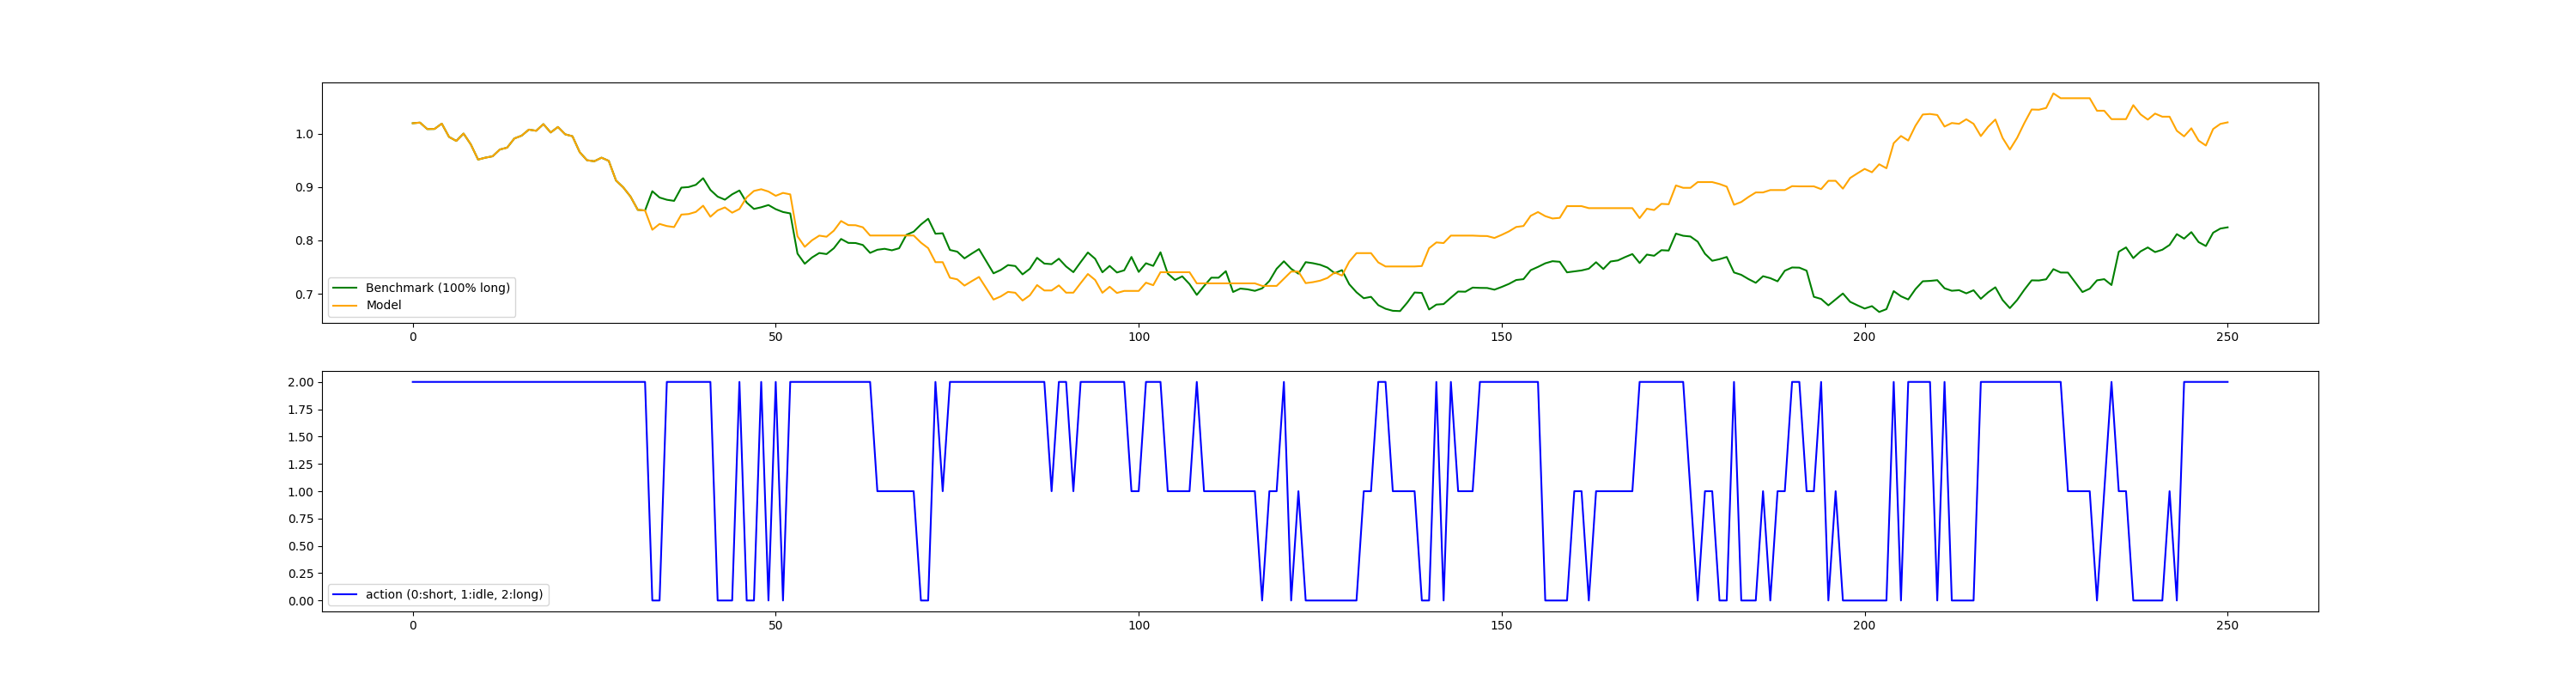 1.0
0.9
0.8
0.7
Benchmark (100% long)
Model
0 50 100 150 200 250
2.00
1.75
1.50
1.25
1.00
0.75
0.50
0.25
0.00
action (0:short, 1:idle, 2:long)
0 50 100 150 200 250